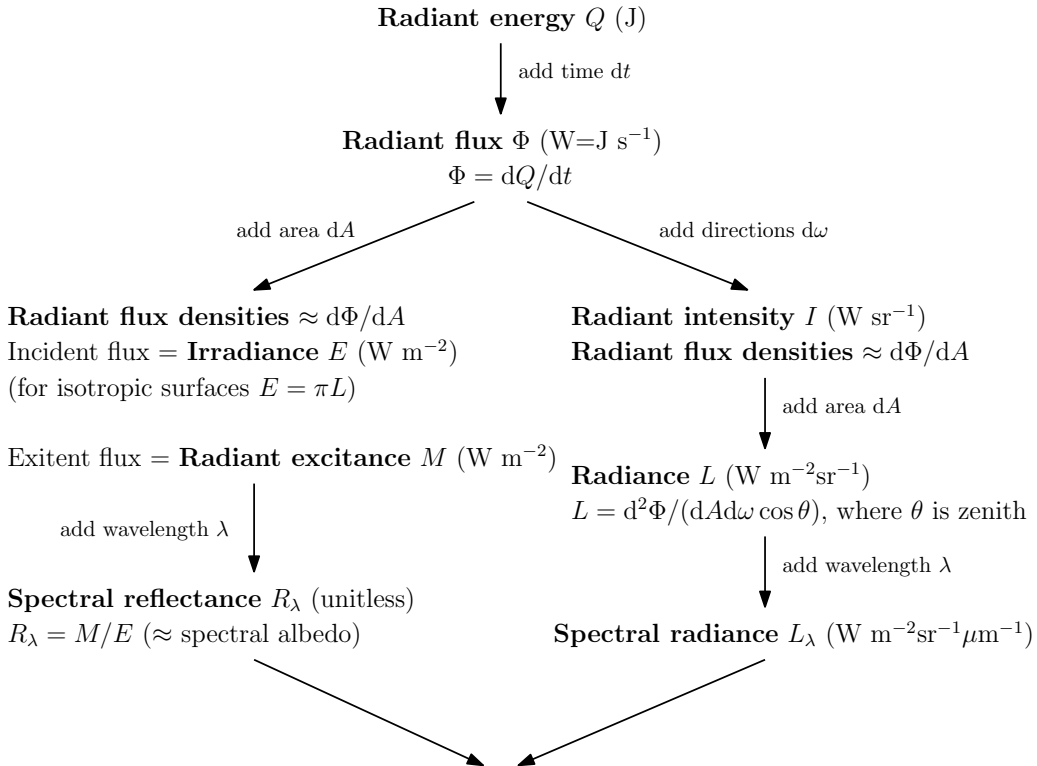 Radiant energy Q (J)
add time dt
Radiant flux Φ (W=J s⁻¹)
Φ = dQ/dt
add area dA
add directions dω
Radiant flux densities ≈ dΦ/dA
Incident flux = Irradiance E (W m⁻²)
(for isotropic surfaces E = πL)
Exitent flux = Radiant excitance M (W m⁻²)
add wavelength λ
Spectral reflectance R_λ (unitless)
R_λ = M/E (≈ spectral albedo)
Radiant intensity I (W sr⁻¹)
Radiant flux densities ≈ dΦ/dA
add area dA
Radiance L (W m⁻²sr⁻¹)
L = d²Φ/(dAdω cos θ), where θ is zenith
add wavelength λ
Spectral radiance L_λ (W m⁻²sr⁻¹μm⁻¹)